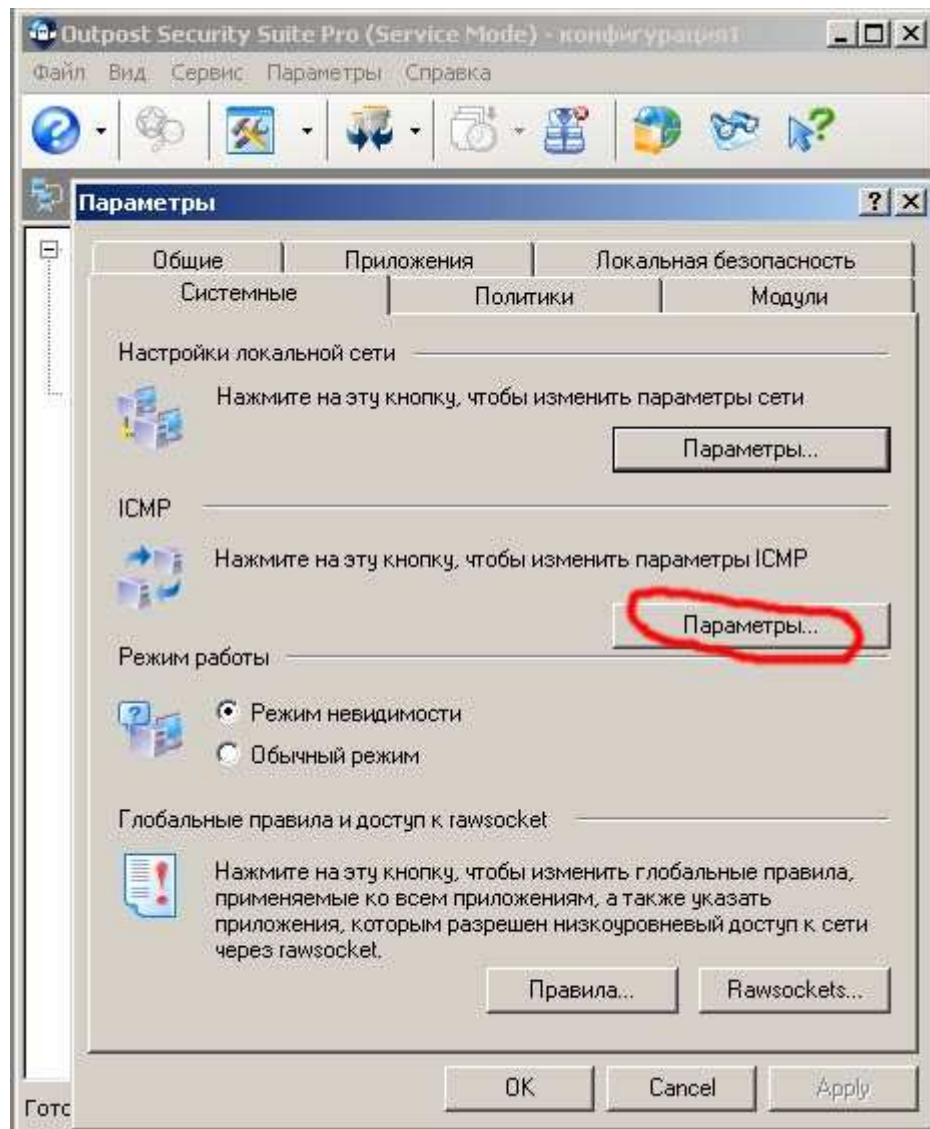 Outpost Security Suite Pro (Service Mode) - конфигурация1
Файл Вид Сервис Параметры Справка
Параметры
Общие Приложения Локальная безопасность
Системные Политики Модули
Настройки локальной сети
Нажмите на эту кнопку, чтобы изменить параметры сети
Параметры...
ICMP
Нажмите на эту кнопку, чтобы изменить параметры ICMP
Параметры...
Режим работы
Режим невидимости
Обычный режим
Глобальные правила и доступ к rawsocket
Нажмите на эту кнопку, чтобы изменить глобальные правила,
применяемые ко всем приложениям, а также указать
приложения, которым разрешен низкоуровневый доступ к сети
через rawsocket.
Правила... Rawsockets...
OK Cancel Apply
Гото